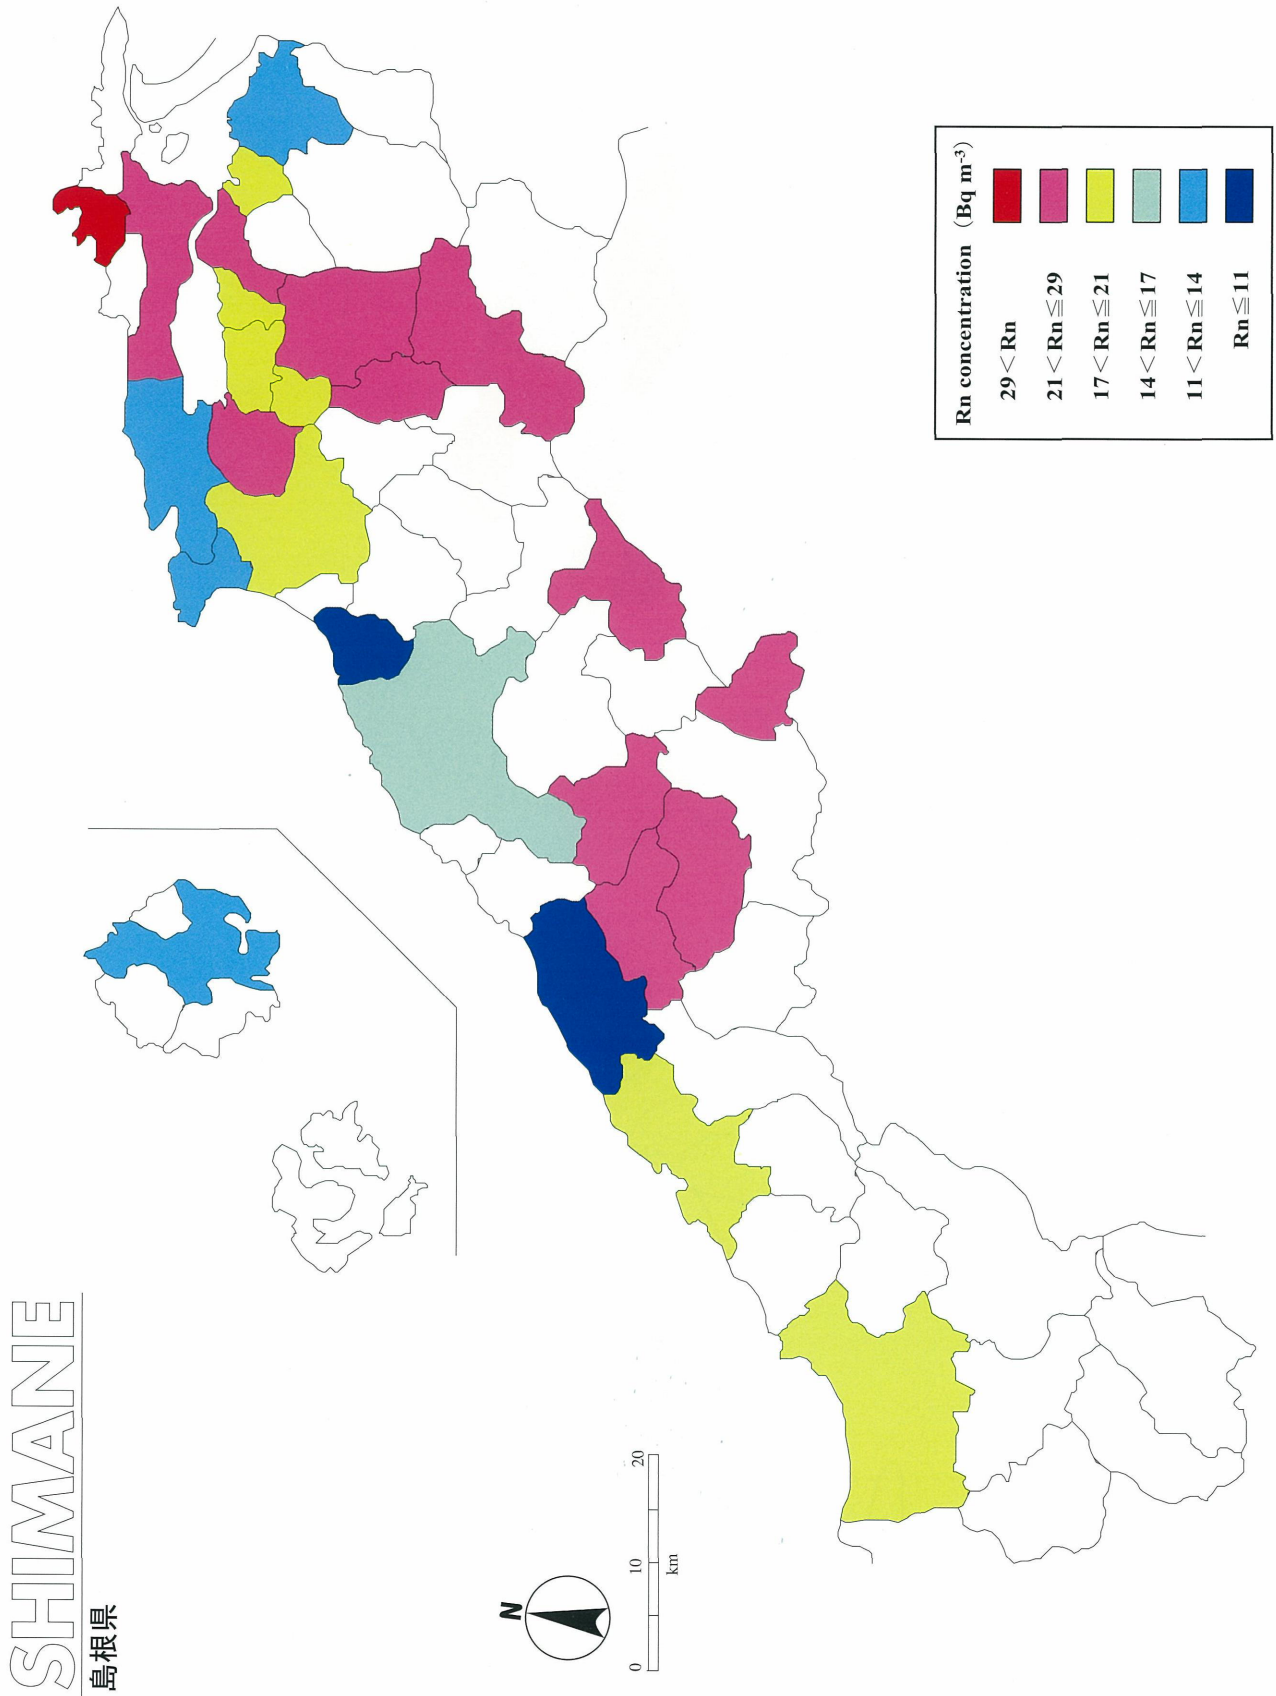 SHIMANE
島根県
N
0 10 20
km
Rn concentration (Bq m⁻³)
29＜Rn
21＜Rn≦29
17＜Rn≦21
14＜Rn≦17
11＜Rn≦14
Rn≦11